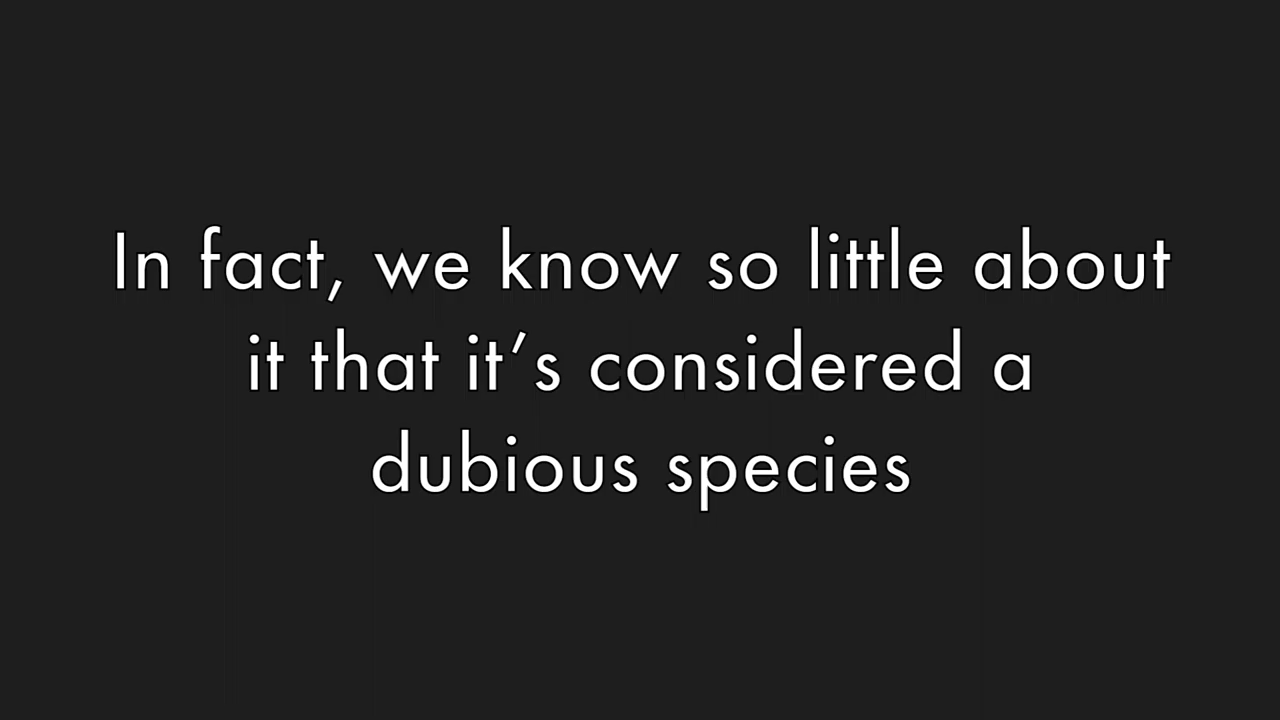 In fact, we know so little about
it that it’s considered a
dubious species